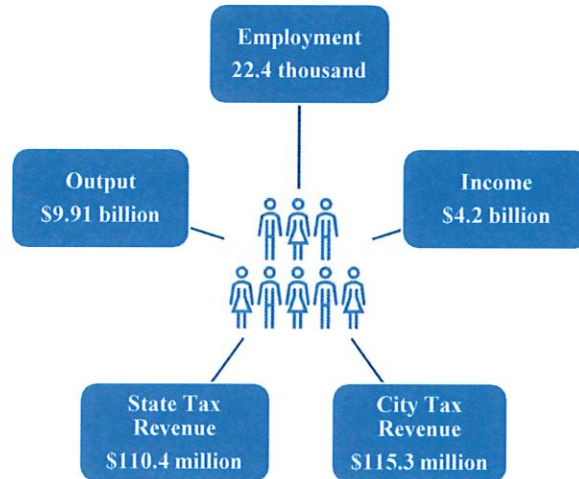 Employment
22.4 thousand
Output
$9.91 billion
Income
$4.2 billion
State Tax
Revenue
$110.4 million
City Tax
Revenue
$115.3 million